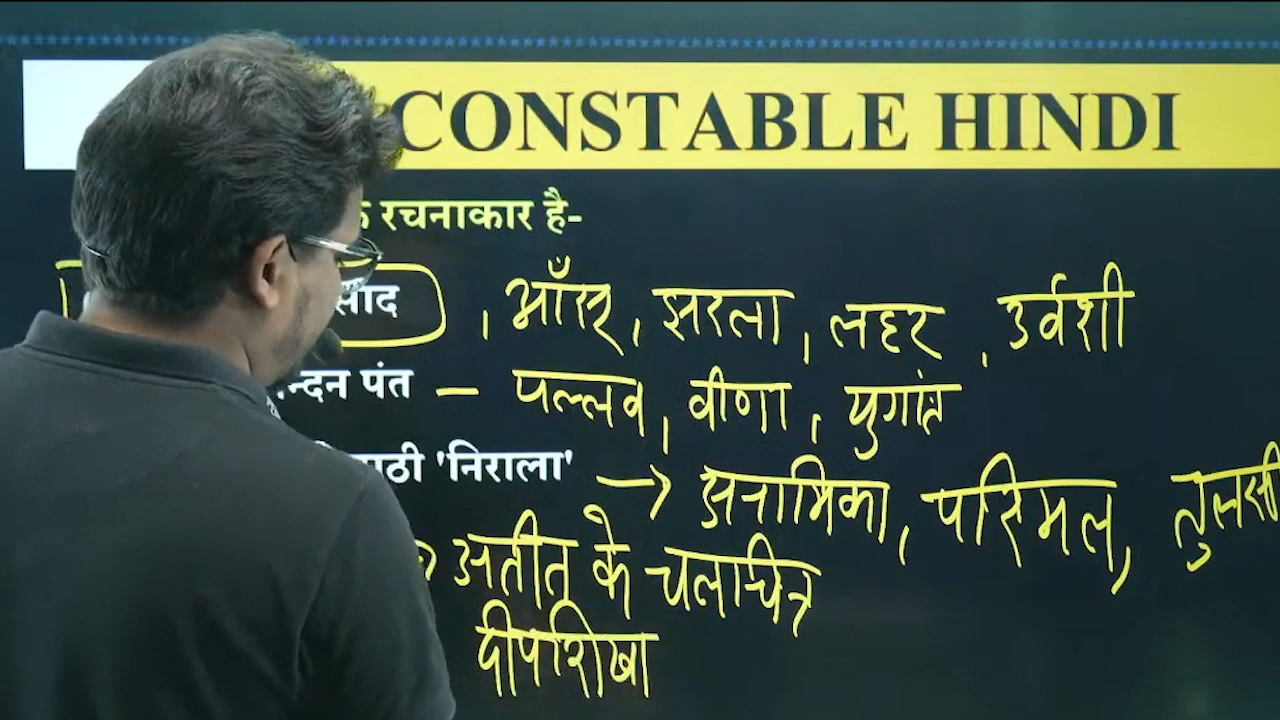 CONSTABLE HINDI
रचनाकार है-
साद , आँसू, झरना, लहर, उर्वशी
न्दन पंत — पल्लव, वीणा, युगांत
ाठी 'निराला' → अनामिका, परिमल, तुलसी
अतीत के चलचित्र
दीपशिखा